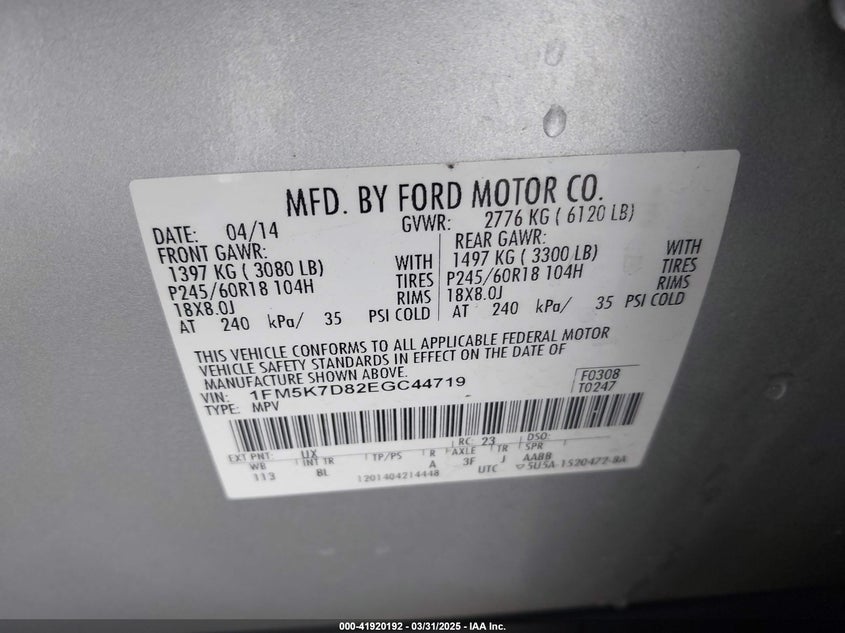 MFD. BY FORD MOTOR CO.
DATE: 04/14 GVWR: 2776 KG ( 6120 LB)
FRONT GAWR: REAR GAWR:
1397 KG ( 3080 LB) WITH 1497 KG ( 3300 LB) WITH
P245/60R18 104H TIRES P245/60R18 104H TIRES
18X8.0J RIMS 18X8.0J RIMS
AT 240 kPa/ 35 PSI COLD AT 240 kPa/ 35 PSI COLD
THIS VEHICLE CONFORMS TO ALL APPLICABLE FEDERAL MOTOR
VEHICLE SAFETY STANDARDS IN EFFECT ON THE DATE OF
MANUFACTURE SHOWN ABOVE.
VIN: 1FM5K7D82EGC44719 F0308
TYPE: MPV T0247
EXT PNT: UX RC: 23 DSO:
WB INT TR TP/PS R AXLE TR SPR
113 BL A 3F J AABB
1201404214448 UTC 5U5A-1520472-BA
000-41920192 - 03/31/2025 - IAA Inc.